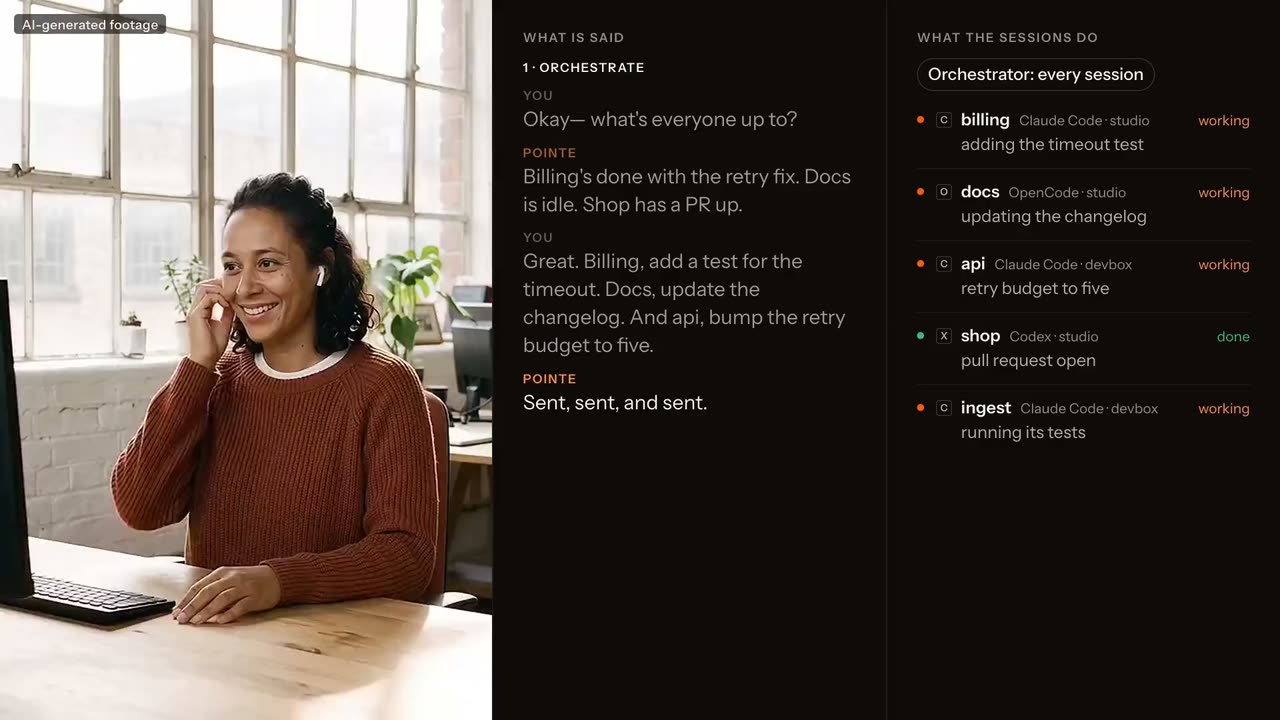 AI-generated footage
WHAT IS SAID
1 · ORCHESTRATE
YOU
Okay— what's everyone up to?
POINTE
Billing's done with the retry fix. Docs
is idle. Shop has a PR up.
YOU
Great. Billing, add a test for the
timeout. Docs, update the
changelog. And api, bump the retry
budget to five.
POINTE
Sent, sent, and sent.
WHAT THE SESSIONS DO
Orchestrator: every session
C billing Claude Code · studio working
adding the timeout test
O docs OpenCode · studio working
updating the changelog
C api Claude Code · devbox working
retry budget to five
X shop Codex · studio done
pull request open
C ingest Claude Code · devbox working
running its tests